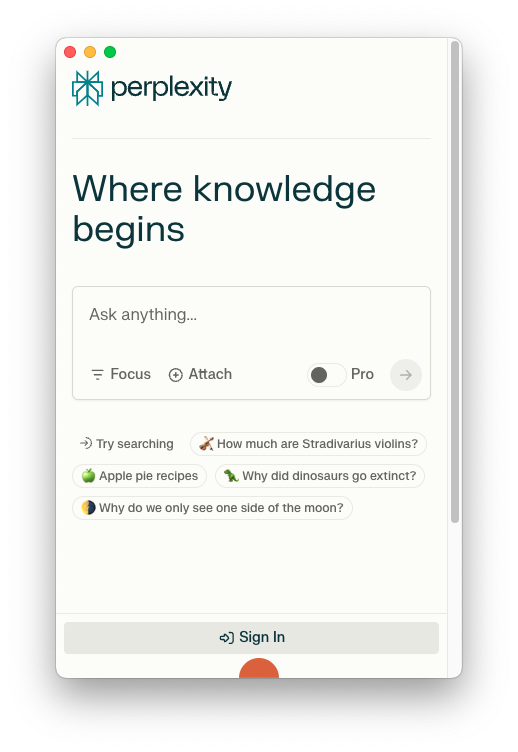 perplexity
Where knowledge
begins
Ask anything...
Focus Attach Pro
Try searching How much are Stradivarius violins?
Apple pie recipes Why did dinosaurs go extinct?
Why do we only see one side of the moon?
Sign In